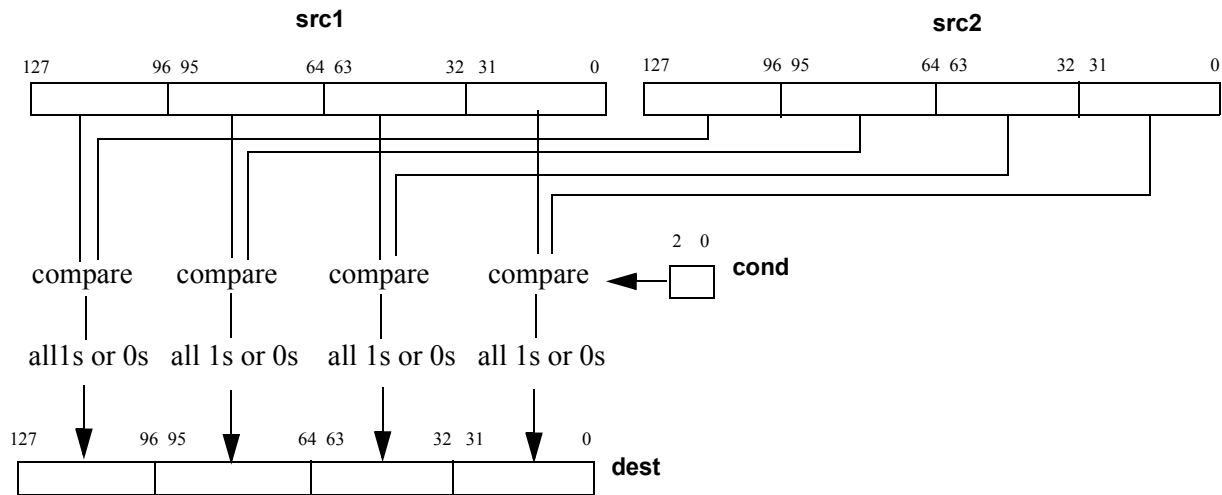 src1
src2
127 96 95 64 63 32 31 0
127 96 95 64 63 32 31 0
2 0
cond
compare compare compare compare
all1s or 0s all 1s or 0s all 1s or 0s all 1s or 0s
127 96 95 64 63 32 31 0
dest